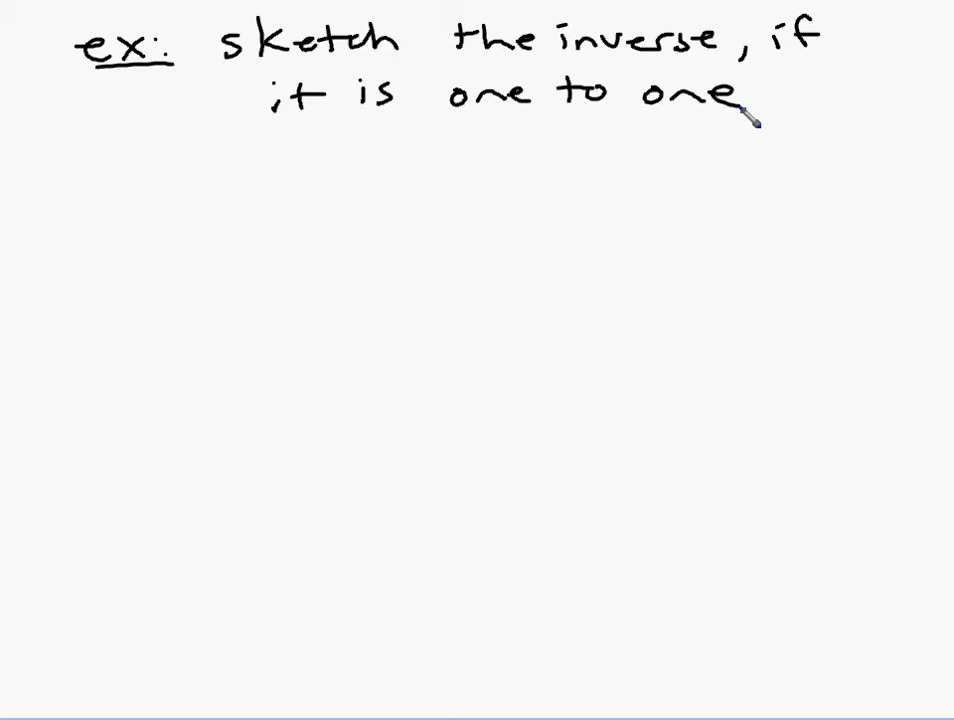 ex: sketch the inverse, if
it is one to one